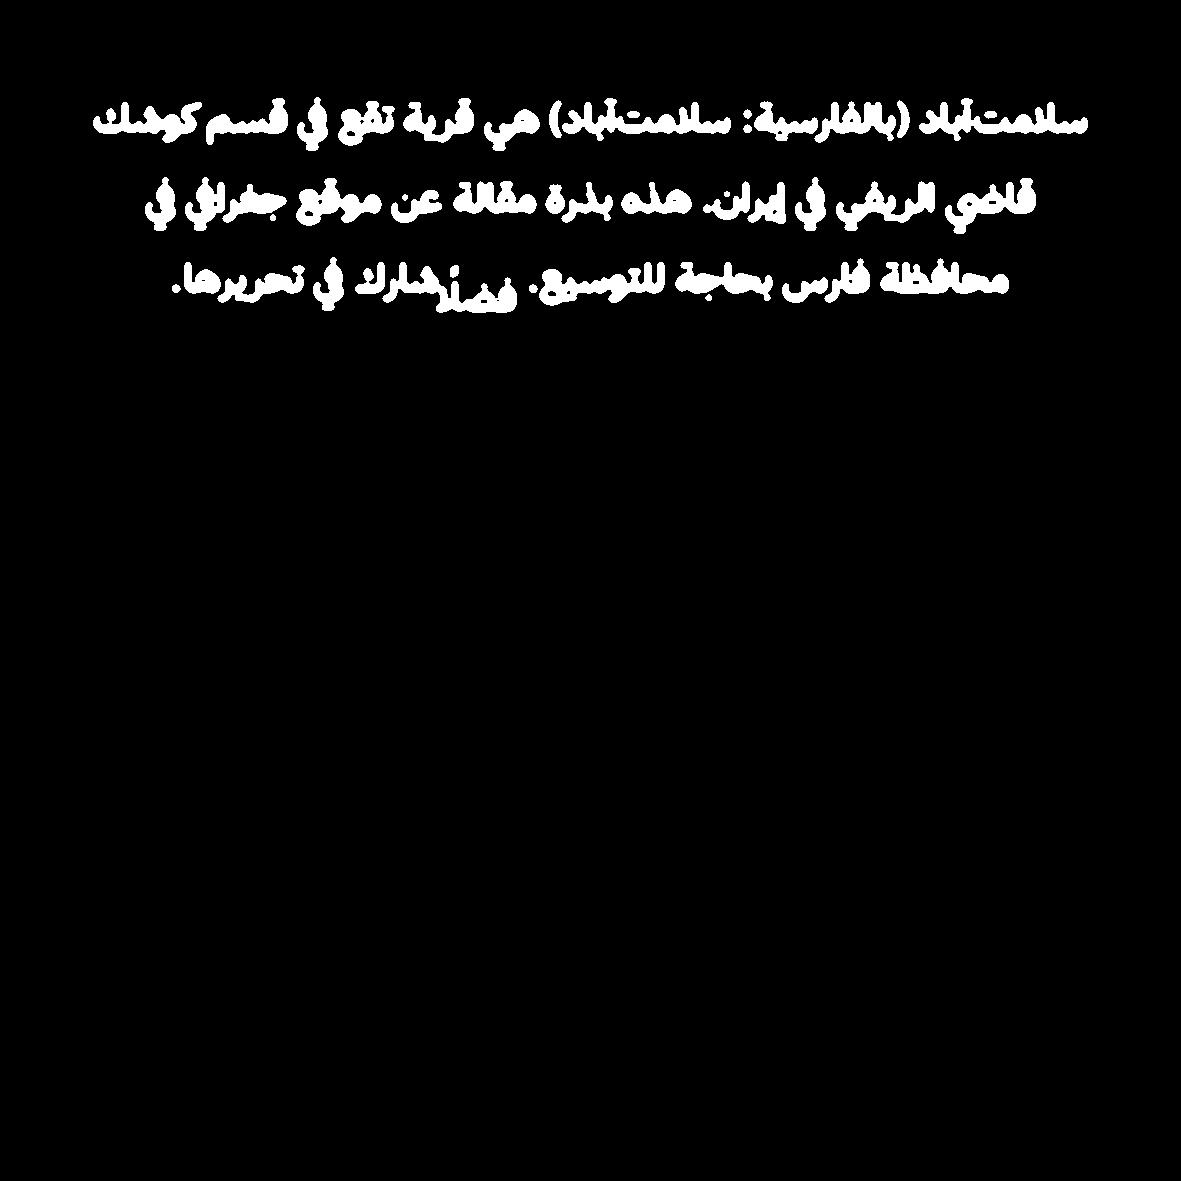 سلامت‌آباد (بالفارسية: سلامت‌آباد) هي قرية تقع في قسم كوشك
قاضي الريفي في إيران. هذه بذرة مقالة عن موقع جغرافي في
محافظة فارس بحاجة للتوسيع. فضلًا شارك في تحريرها.